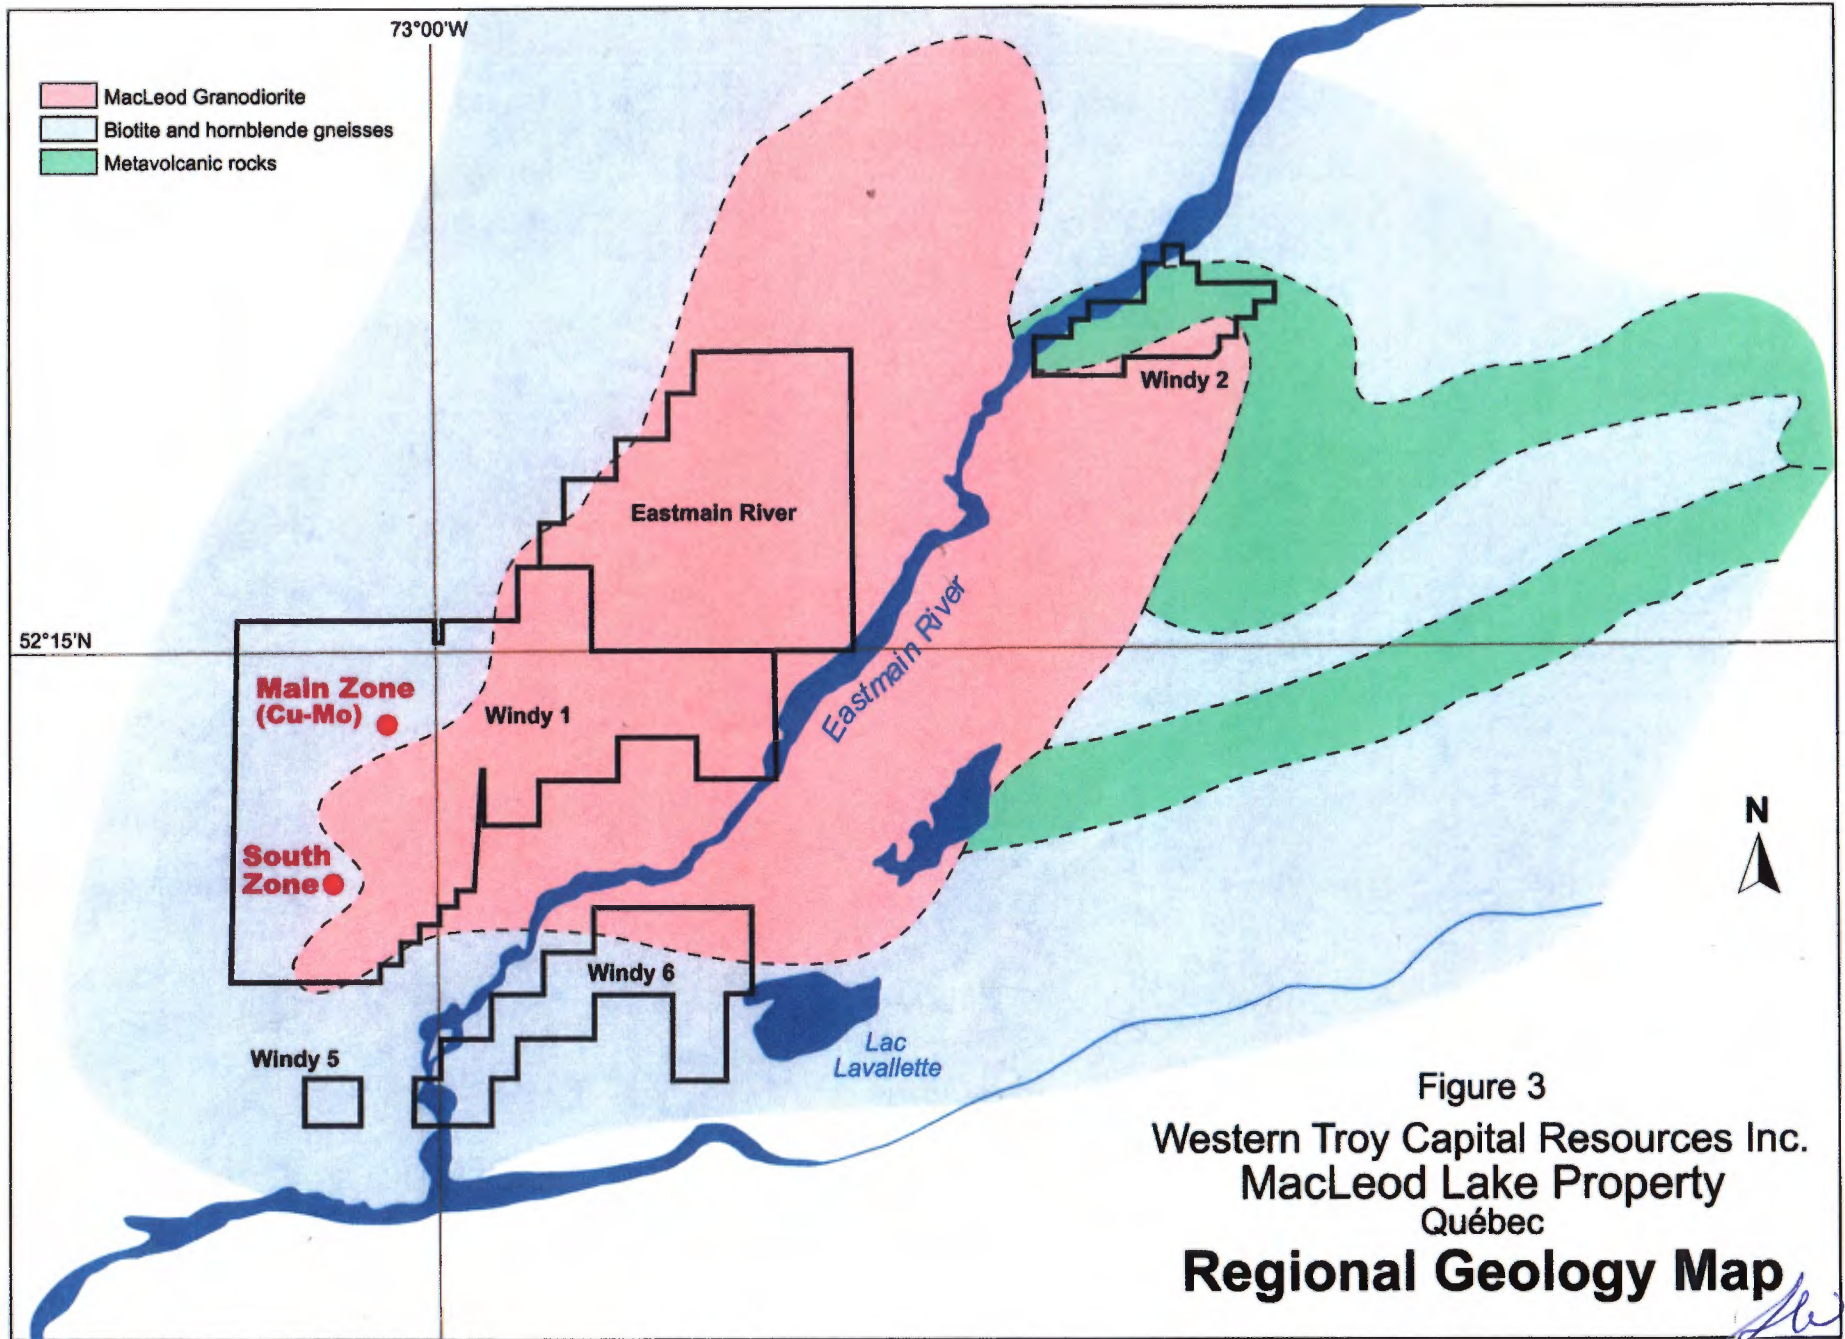 73°00'W
MacLeod Granodiorite
Biotite and hornblende gneisses
Metavolcanic rocks
Windy 2
Eastmain River
52°15'N
Main Zone
(Cu-Mo)
Windy 1
Eastmain River
South
Zone
N
Windy 6
Windy 5
Lac
Lavallette
Figure 3
Western Troy Capital Resources Inc.
MacLeod Lake Property
Québec
Regional Geology Map